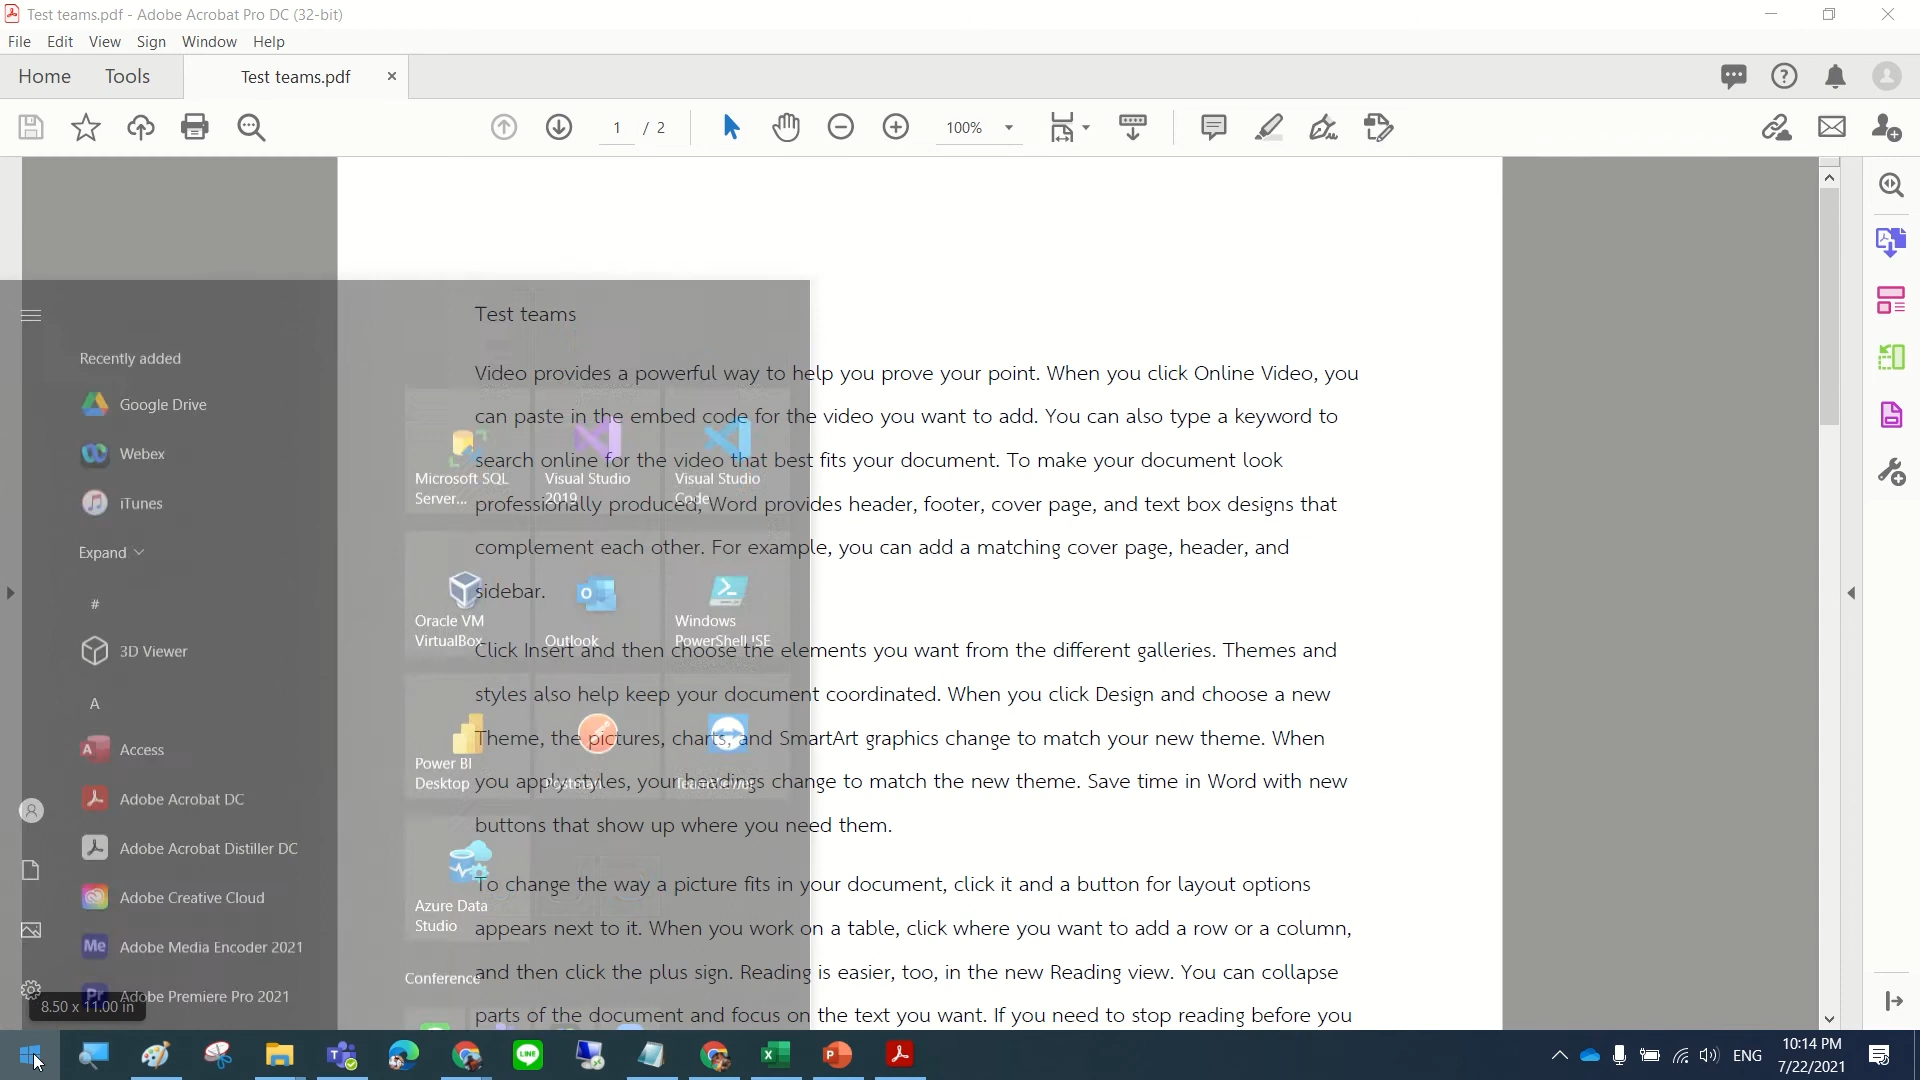 Test teams.pdf - Adobe Acrobat Pro DC (32-bit)
File Edit View Sign Window Help
Home Tools Test teams.pdf
1 / 2 100%
Test teams
Video provides a powerful way to help you prove your point. When you click Online Video, you
can paste in the embed code for the video you want to add. You can also type a keyword to
search online for the video that best fits your document. To make your document look
professionally produced, Word provides header, footer, cover page, and text box designs that
complement each other. For example, you can add a matching cover page, header, and
sidebar.
Click Insert and then choose the elements you want from the different galleries. Themes and
styles also help keep your document coordinated. When you click Design and choose a new
Theme, the pictures, charts, and SmartArt graphics change to match your new theme. When
you apply styles, your headings change to match the new theme. Save time in Word with new
buttons that show up where you need them.
To change the way a picture fits in your document, click it and a button for layout options
appears next to it. When you work on a table, click where you want to add a row or a column,
and then click the plus sign. Reading is easier, too, in the new Reading view. You can collapse
parts of the document and focus on the text you want. If you need to stop reading before you
Recently added
Google Drive
Webex
iTunes
Expand
#
3D Viewer
A
Access
Adobe Acrobat DC
Adobe Acrobat Distiller DC
Adobe Creative Cloud
Adobe Media Encoder 2021
Adobe Premiere Pro 2021
8.50 x 11.00 in
Microsoft SQL
Server...
Visual Studio
2019
Visual Studio
Code
Oracle VM
VirtualBox
Outlook
Windows
PowerShell ISE
Power BI
Desktop
Postman
TeamViewer
Azure Data
Studio
Conference
LINE
ENG
10:14 PM
7/22/2021